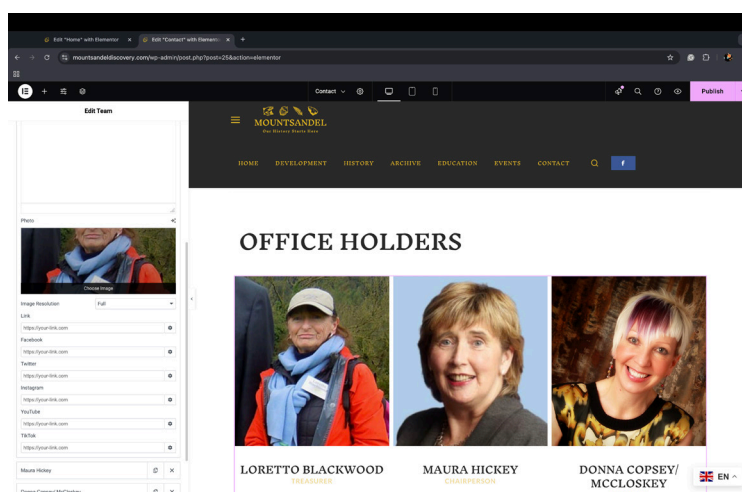 Edit "Home" with Elementor
Edit "Contact" with Elementor
mountsandeldiscovery.com/wp-admin/post.php?post=25&action=elementor
Contact
Publish
Edit Team
Photo
Choose Image
Image Resolution
Full
Link
https://your-link.com
Facebook
https://your-link.com
Twitter
https://your-link.com
Instagram
https://your-link.com
YouTube
https://your-link.com
TikTok
https://your-link.com
Maura Hickey
Donna Copsey/ McCloskey
MOUNTSANDEL
Our History Starts Here
HOME DEVELOPMENT HISTORY ARCHIVE EDUCATION EVENTS CONTACT
f
OFFICE HOLDERS
LORETTO BLACKWOOD
TREASURER
MAURA HICKEY
CHAIRPERSON
DONNA COPSEY/
MCCLOSKEY
EN